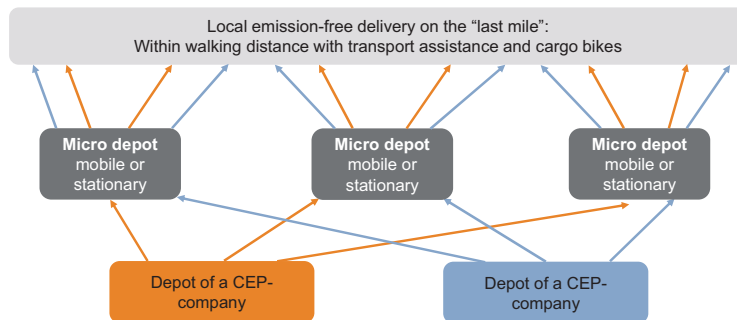 Local emission-free delivery on the “last mile”:
Within walking distance with transport assistance and cargo bikes
Micro depot
mobile or
stationary
Micro depot
mobile or
stationary
Micro depot
mobile or
stationary
Depot of a CEP-
company
Depot of a CEP-
company